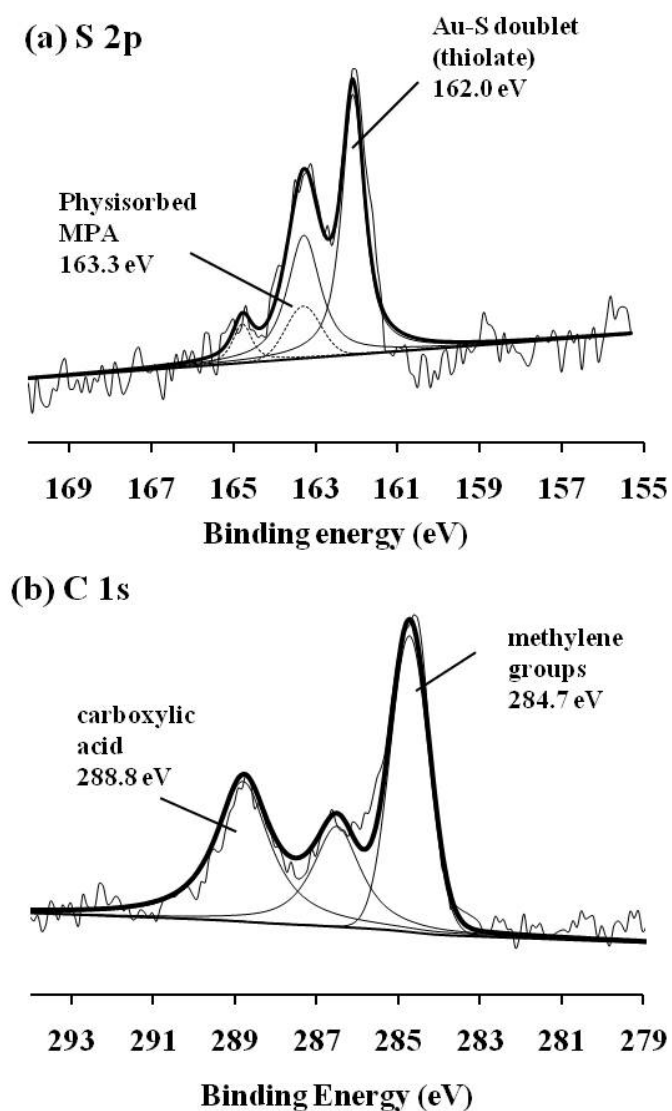 (a) S 2p
Au-S doublet
(thiolate)
162.0 eV
Physisorbed
MPA
163.3 eV
169 167 165 163 161 159 157 155
Binding energy (eV)
(b) C 1s
methylene
groups
284.7 eV
carboxylic
acid
288.8 eV
293 291 289 287 285 283 281 279
Binding Energy (eV)